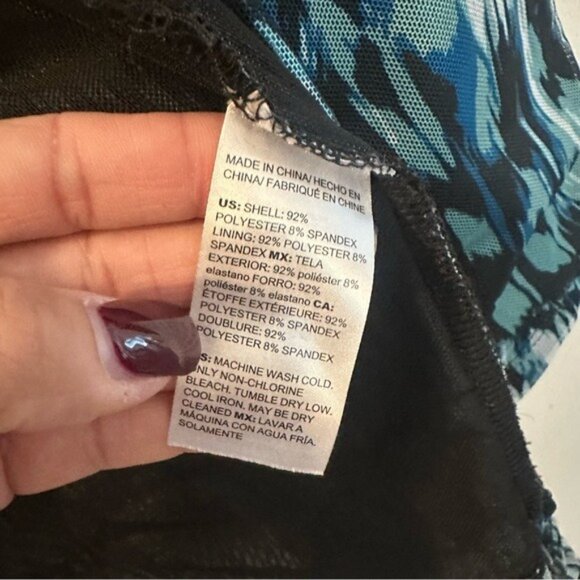 MADE IN CHINA/ HECHO EN
CHINA/ FABRIQUÉ EN CHINE
US: SHELL: 92%
POLYESTER 8% SPANDEX
LINING: 92% POLYESTER 8%
SPANDEX MX: TELA
EXTERIOR: 92% poliéster 8%
elastano FORRO: 92%
poliéster 8% elastano CA:
ÉTOFFE EXTÉRIEURE: 92%
POLYESTER 8% SPANDEX
DOUBLURE: 92%
POLYESTER 8% SPANDEX
MACHINE WASH COLD.
ONLY NON-CHLORINE
BLEACH. TUMBLE DRY LOW.
COOL IRON. MAY BE DRY
CLEANED MX: LAVAR A
MÁQUINA CON AGUA FRÍA.
SOLAMENTE